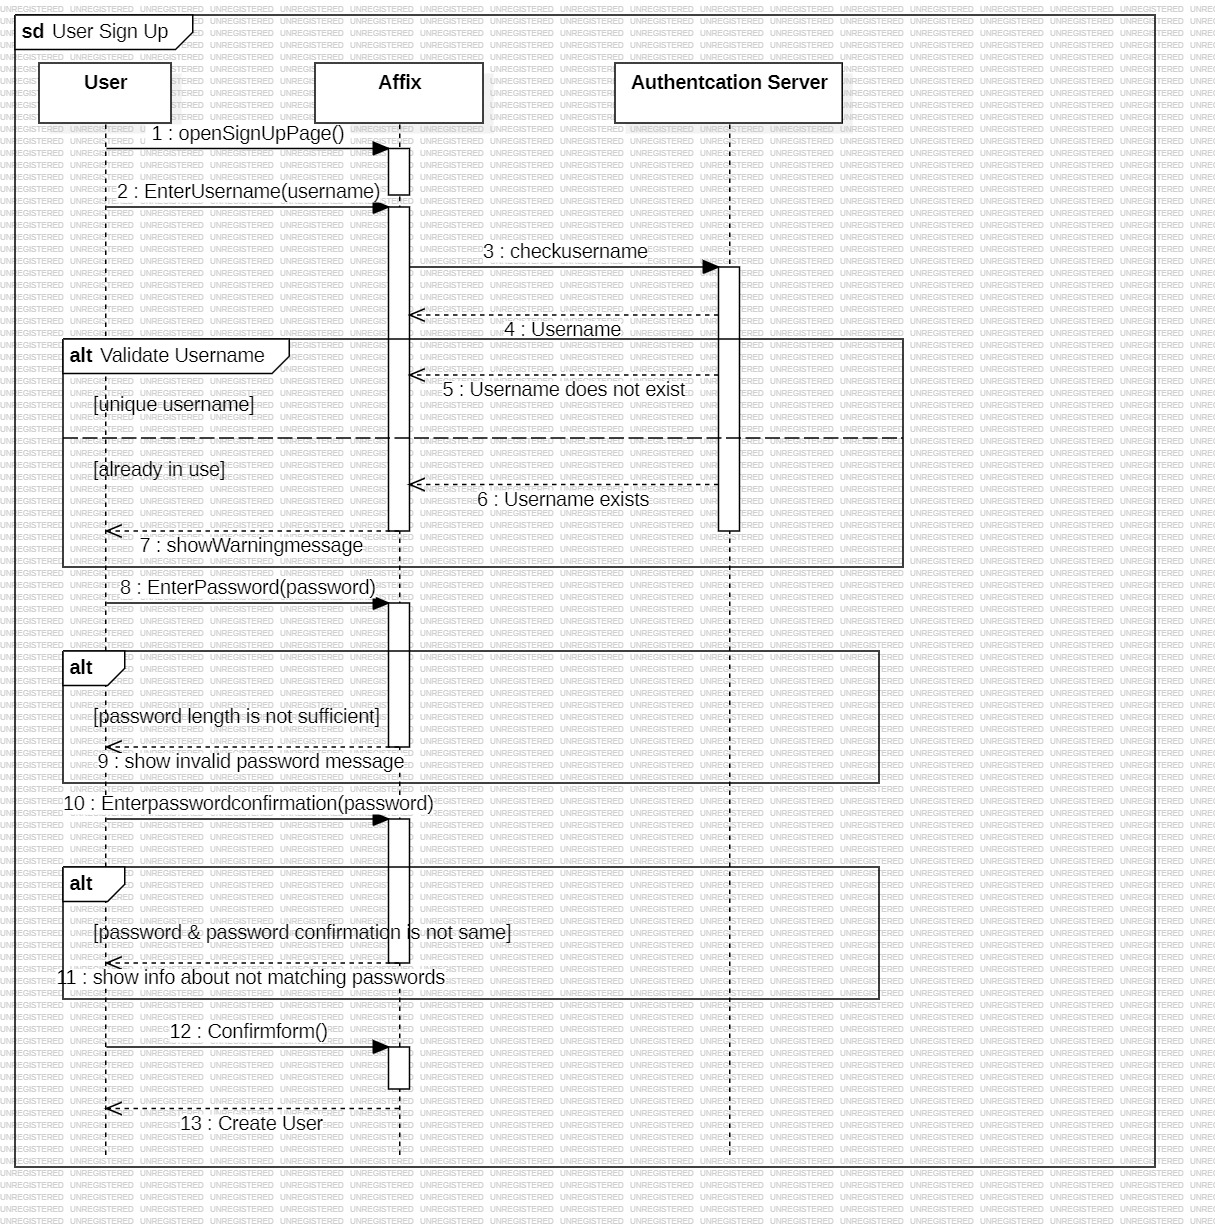 sd User Sign Up
User
Affix
Authentcation Server
1 : openSignUpPage()
2 : EnterUsername(username)
3 : checkusername
4 : Username
alt Validate Username
5 : Username does not exist
[unique username]
[already in use]
6 : Username exists
7 : showWarningmessage
8 : EnterPassword(password)
alt
[password length is not sufficient]
9 : show invalid password message
10 : Enterpasswordconfirmation(password)
alt
[password & password confirmation is not same]
11 : show info about not matching passwords
12 : Confirmform()
13 : Create User
UNREGISTERED